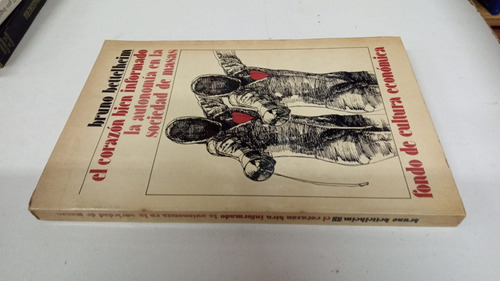 bruno bettelheim
el corazón bien informado
la autonomía en la
sociedad de masas
fondo de cultura económica
bruno bettelheim el corazón bien informado la autonomía en la sociedad de masas